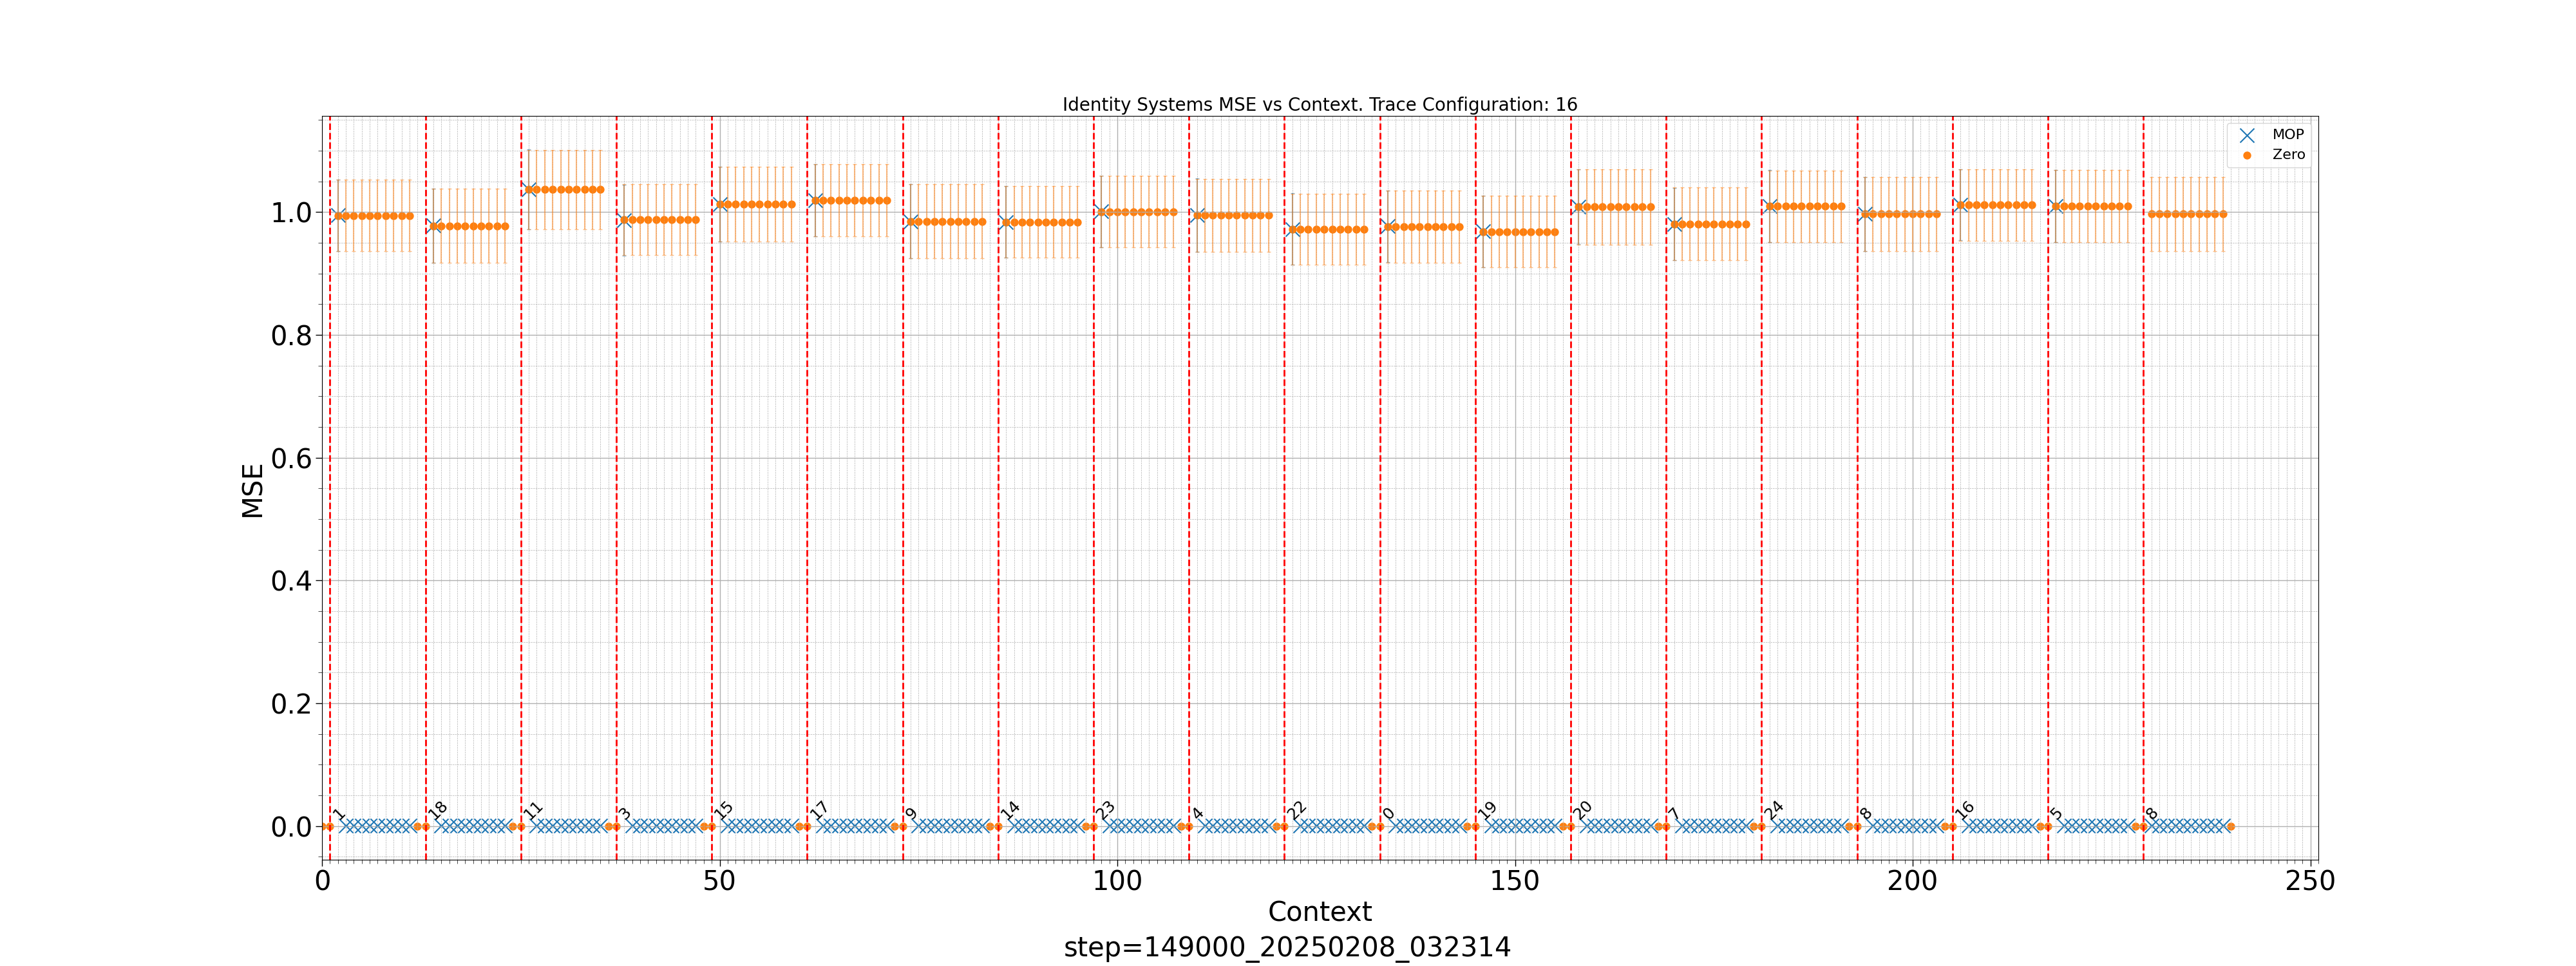 Identity Systems MSE vs Context. Trace Configuration: 16
MOP
Zero
MSE
1.0
0.8
0.6
0.4
0.2
0.0
1 18 11 3 15 17 9 14 23 4 22 0 19 20 7 24 8 16 5 8
0 50 100 150 200 250
Context
step=149000_20250208_032314